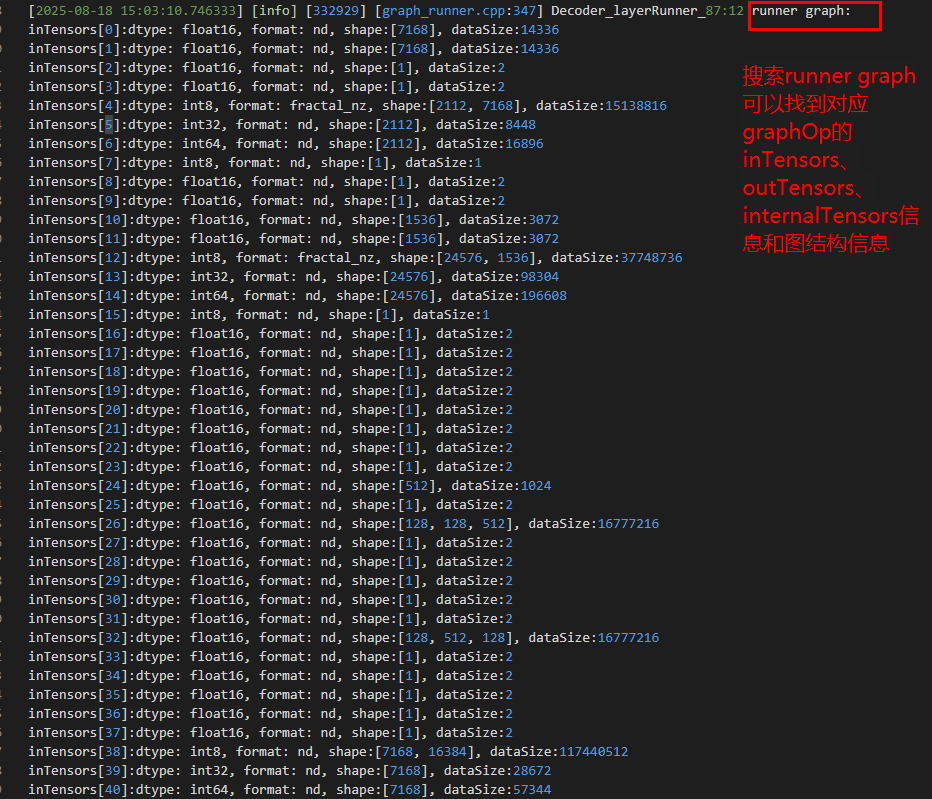 [2025-08-18 15:03:10.746333] [info] [332929] [graph_runner.cpp:347] Decoder_layerRunner_87:12 runner graph:
inTensors[0]:dtype: float16, format: nd, shape:[7168], dataSize:14336
inTensors[1]:dtype: float16, format: nd, shape:[7168], dataSize:14336
inTensors[2]:dtype: float16, format: nd, shape:[1], dataSize:2
inTensors[3]:dtype: float16, format: nd, shape:[1], dataSize:2
inTensors[4]:dtype: int8, format: fractal_nz, shape:[2112, 7168], dataSize:15138816
inTensors[5]:dtype: int32, format: nd, shape:[2112], dataSize:8448
inTensors[6]:dtype: int64, format: nd, shape:[2112], dataSize:16896
inTensors[7]:dtype: int8, format: nd, shape:[1], dataSize:1
inTensors[8]:dtype: float16, format: nd, shape:[1], dataSize:2
inTensors[9]:dtype: float16, format: nd, shape:[1], dataSize:2
inTensors[10]:dtype: float16, format: nd, shape:[1536], dataSize:3072
inTensors[11]:dtype: float16, format: nd, shape:[1536], dataSize:3072
inTensors[12]:dtype: int8, format: fractal_nz, shape:[24576, 1536], dataSize:37748736
inTensors[13]:dtype: int32, format: nd, shape:[24576], dataSize:98304
inTensors[14]:dtype: int64, format: nd, shape:[24576], dataSize:196608
inTensors[15]:dtype: int8, format: nd, shape:[1], dataSize:1
inTensors[16]:dtype: float16, format: nd, shape:[1], dataSize:2
inTensors[17]:dtype: float16, format: nd, shape:[1], dataSize:2
inTensors[18]:dtype: float16, format: nd, shape:[1], dataSize:2
inTensors[19]:dtype: float16, format: nd, shape:[1], dataSize:2
inTensors[20]:dtype: float16, format: nd, shape:[1], dataSize:2
inTensors[21]:dtype: float16, format: nd, shape:[1], dataSize:2
inTensors[22]:dtype: float16, format: nd, shape:[1], dataSize:2
inTensors[23]:dtype: float16, format: nd, shape:[1], dataSize:2
inTensors[24]:dtype: float16, format: nd, shape:[512], dataSize:1024
inTensors[25]:dtype: float16, format: nd, shape:[1], dataSize:2
inTensors[26]:dtype: float16, format: nd, shape:[128, 128, 512], dataSize:16777216
inTensors[27]:dtype: float16, format: nd, shape:[1], dataSize:2
inTensors[28]:dtype: float16, format: nd, shape:[1], dataSize:2
inTensors[29]:dtype: float16, format: nd, shape:[1], dataSize:2
inTensors[30]:dtype: float16, format: nd, shape:[1], dataSize:2
inTensors[31]:dtype: float16, format: nd, shape:[1], dataSize:2
inTensors[32]:dtype: float16, format: nd, shape:[128, 512, 128], dataSize:16777216
inTensors[33]:dtype: float16, format: nd, shape:[1], dataSize:2
inTensors[34]:dtype: float16, format: nd, shape:[1], dataSize:2
inTensors[35]:dtype: float16, format: nd, shape:[1], dataSize:2
inTensors[36]:dtype: float16, format: nd, shape:[1], dataSize:2
inTensors[37]:dtype: float16, format: nd, shape:[1], dataSize:2
inTensors[38]:dtype: int8, format: nd, shape:[7168, 16384], dataSize:117440512
inTensors[39]:dtype: int32, format: nd, shape:[7168], dataSize:28672
inTensors[40]:dtype: int64, format: nd, shape:[7168], dataSize:57344
搜索runner graph
可以找到对应
graphOp的
inTensors、
outTensors、
internalTensors信
息和图结构信息